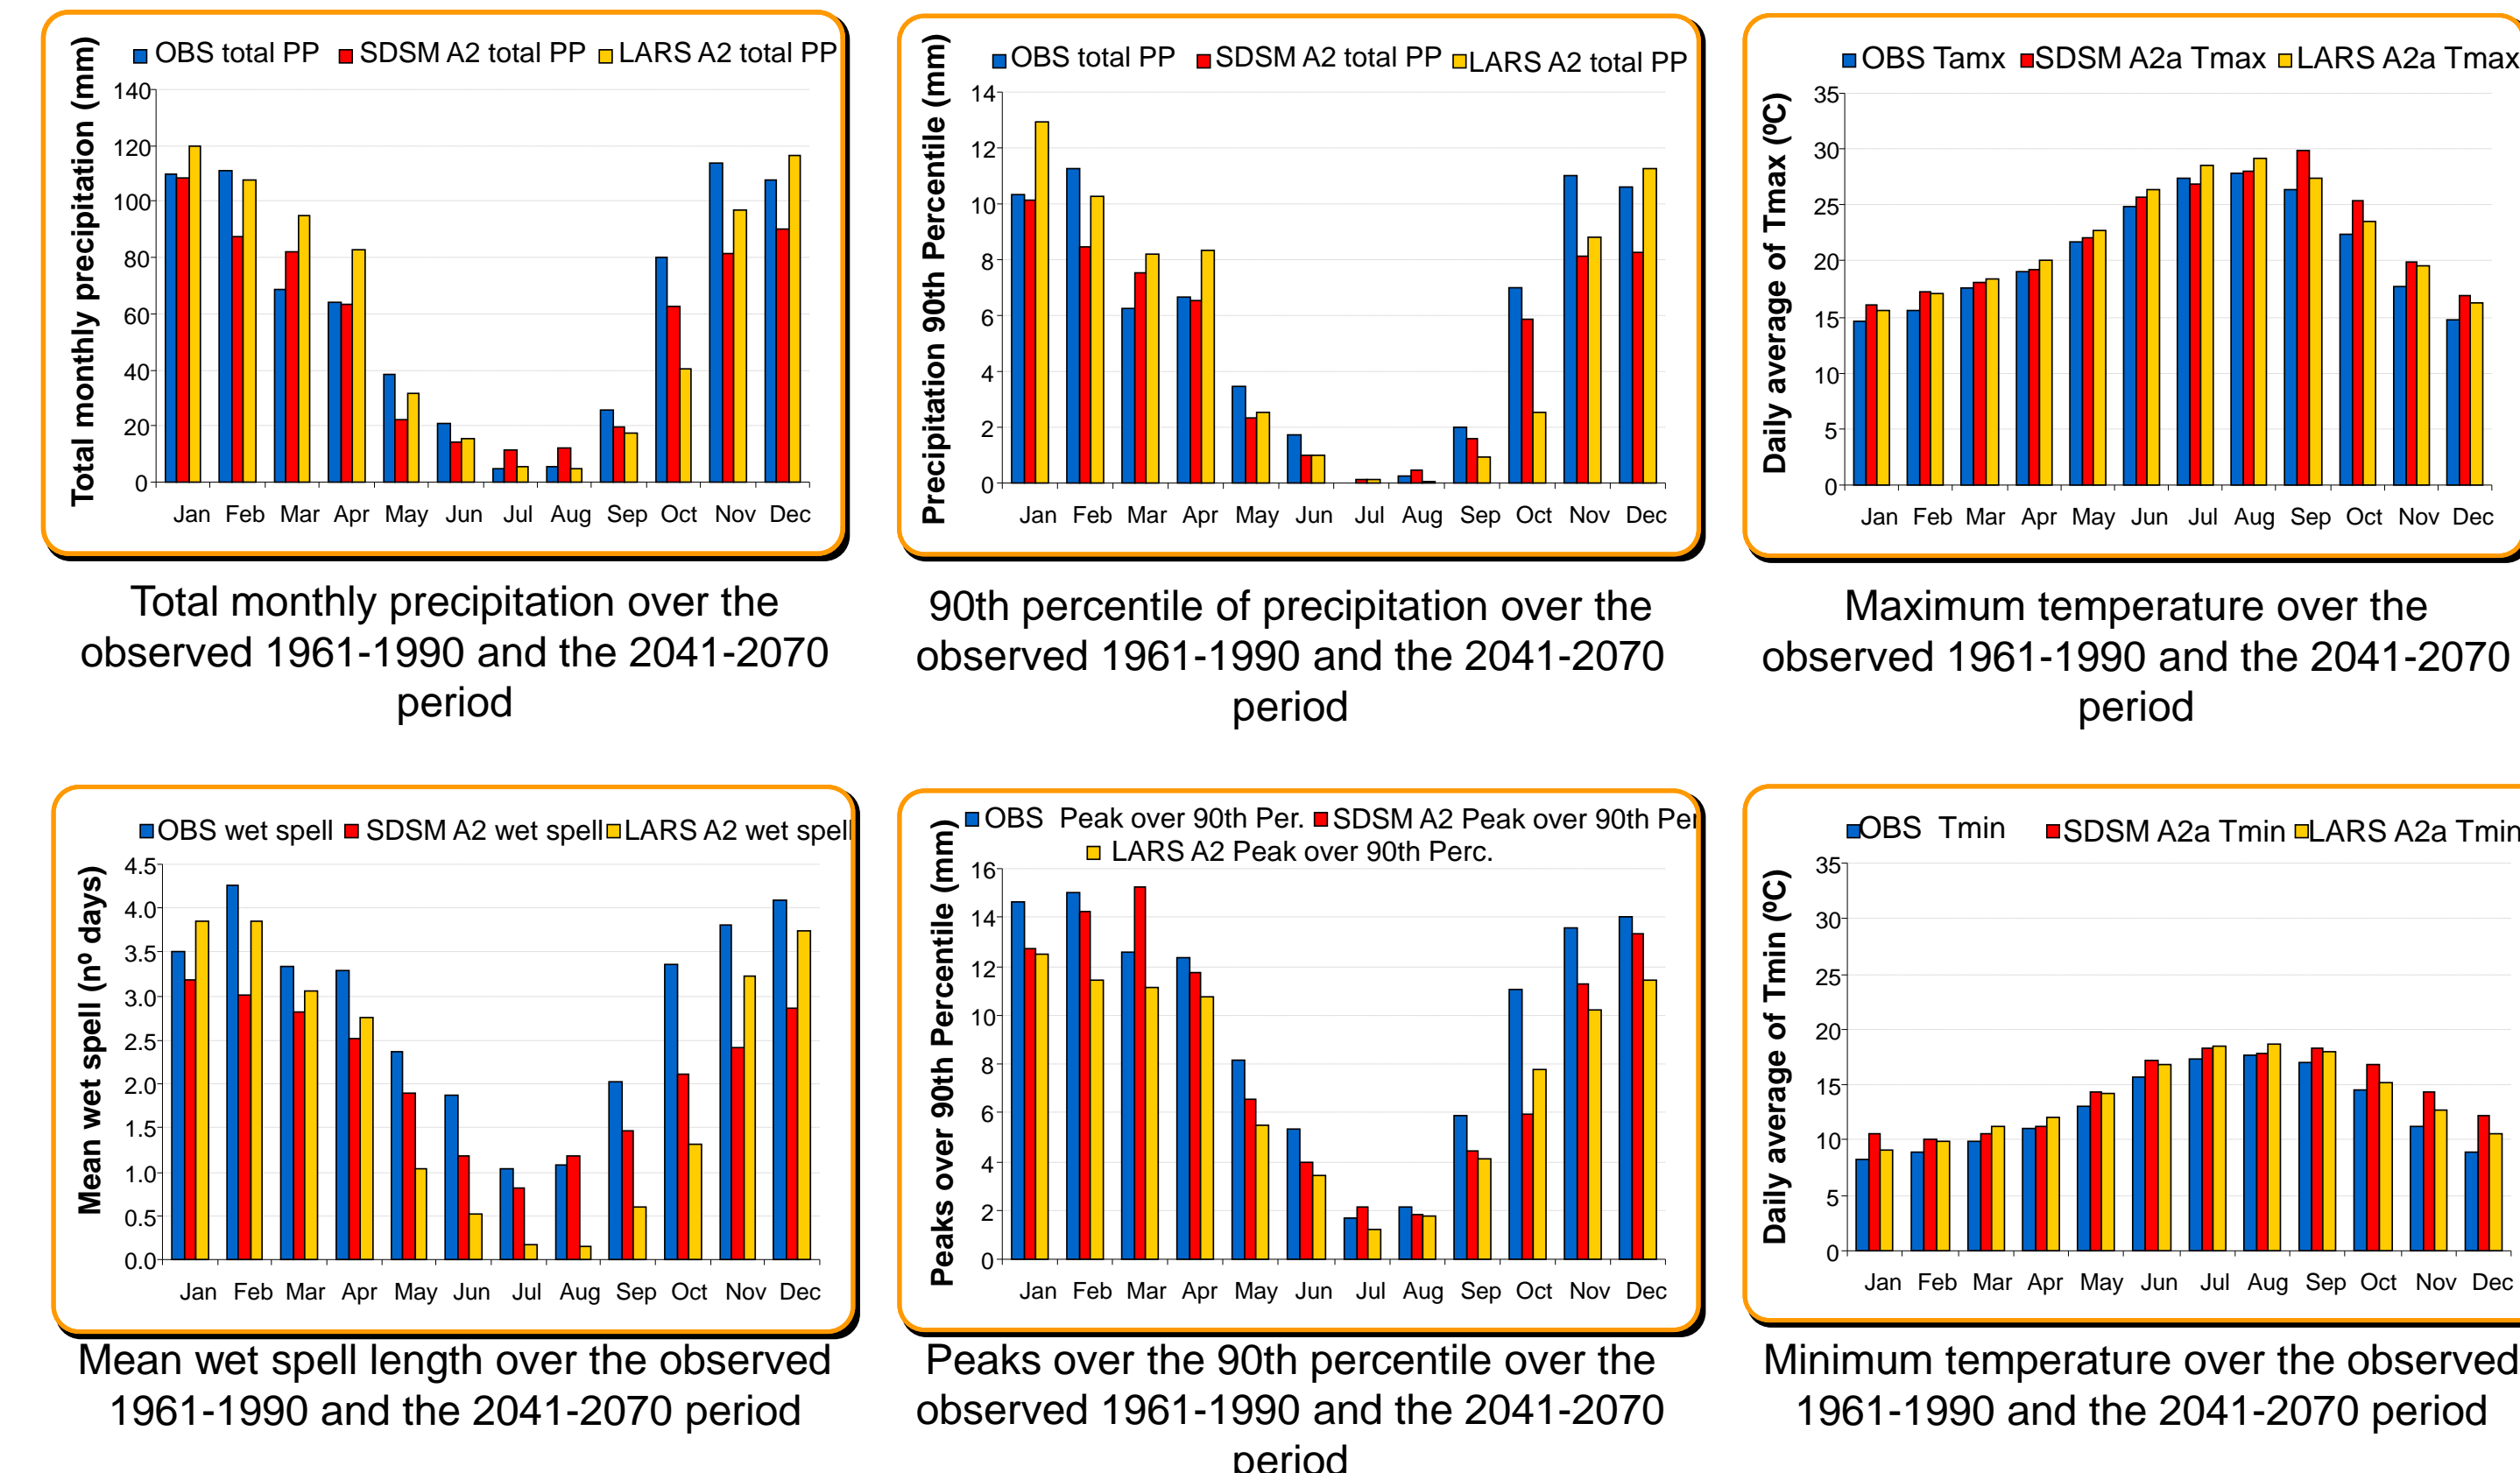 OBS total PP SDSM A2 total PP LARS A2 total PP
Total monthly precipitation (mm)
140
120
100
80
60
40
20
0
Jan Feb Mar Apr May Jun Jul Aug Sep Oct Nov Dec
Total monthly precipitation over the
observed 1961-1990 and the 2041-2070
period
OBS total PP SDSM A2 total PP LARS A2 total PP
Precipitation 90th Percentile (mm)
14
12
10
8
6
4
2
0
Jan Feb Mar Apr May Jun Jul Aug Sep Oct Nov Dec
90th percentile of precipitation over the
observed 1961-1990 and the 2041-2070
period
OBS Tamx SDSM A2a Tmax LARS A2a Tmax
Daily average of Tmax (ºC)
35
30
25
20
15
10
5
0
Jan Feb Mar Apr May Jun Jul Aug Sep Oct Nov Dec
Maximum temperature over the
observed 1961-1990 and the 2041-2070
period
OBS wet spell SDSM A2 wet spell LARS A2 wet spell
Mean wet spell (nº days)
4.5
4.0
3.5
3.0
2.5
2.0
1.5
1.0
0.5
0.0
Jan Feb Mar Apr May Jun Jul Aug Sep Oct Nov Dec
Mean wet spell length over the observed
1961-1990 and the 2041-2070 period
OBS Peak over 90th Per. SDSM A2 Peak over 90th Per
LARS A2 Peak over 90th Perc.
Peaks over 90th Percentile (mm)
16
14
12
10
8
6
4
2
0
Jan Feb Mar Apr May Jun Jul Aug Sep Oct Nov Dec
Peaks over the 90th percentile over the
observed 1961-1990 and the 2041-2070
period
OBS Tmin SDSM A2a Tmin LARS A2a Tmin
Daily average of Tmin (ºC)
35
30
25
20
15
10
5
0
Jan Feb Mar Apr May Jun Jul Aug Sep Oct Nov Dec
Minimum temperature over the observed
1961-1990 and the 2041-2070 period